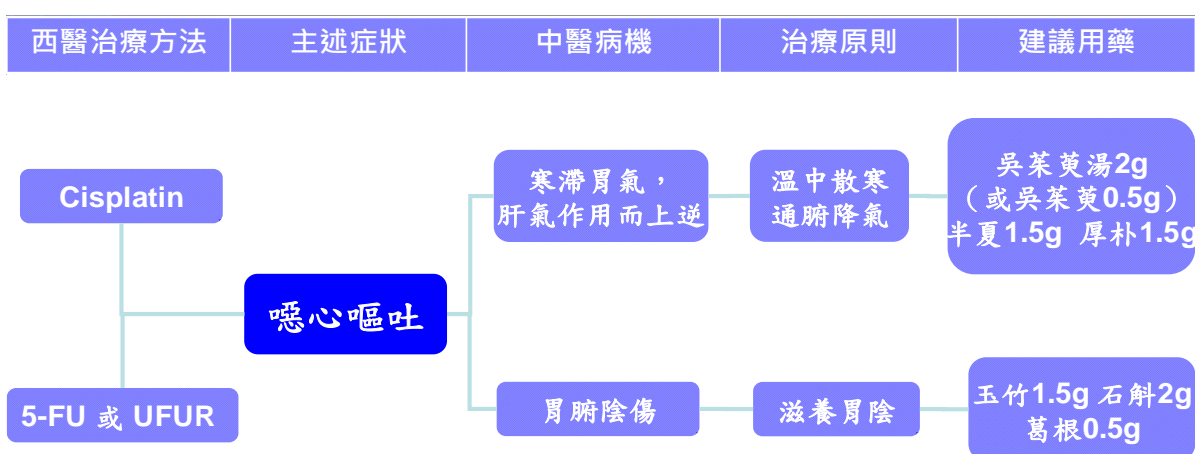 西醫治療方法 主述症狀 中醫病機 治療原則 建議用藥
Cisplatin
5-FU 或 UFUR
噁心嘔吐
寒滯胃氣，
肝氣作用而上逆
溫中散寒
通腑降氣
吳茱萸湯2g
（或吳茱萸0.5g）
半夏1.5g 厚朴1.5g
胃腑陰傷
滋養胃陰
玉竹1.5g 石斛2g
葛根0.5g